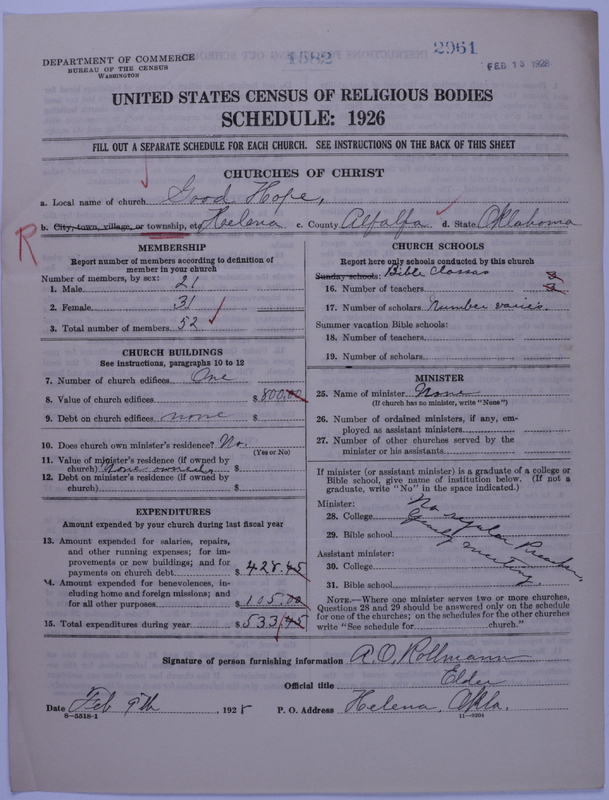 1582
2961
FEB 13 1928
DEPARTMENT OF COMMERCE
BUREAU OF THE CENSUS
WASHINGTON
UNITED STATES CENSUS OF RELIGIOUS BODIES
SCHEDULE: 1926
FILL OUT A SEPARATE SCHEDULE FOR EACH CHURCH. SEE INSTRUCTIONS ON THE BACK OF THIS SHEET
CHURCHES OF CHRIST
a. Local name of church Good Hope,
b. City, town, village, or township, etc. Helena c. County Alfalfa d. State Oklahoma
R
MEMBERSHIP
Report number of members according to definition of
member in your church
Number of members, by sex:
1. Male 21
2. Female 31
3. Total number of members 52
CHURCH BUILDINGS
See instructions, paragraphs 10 to 12
7. Number of church edifices One
8. Value of church edifices $ 800.00
9. Debt on church edifices none $
10. Does church own minister's residence? No.
(Yes or No)
11. Value of minister's residence (if owned by
church) None owned $
12. Debt on minister's residence (if owned by
church) $
EXPENDITURES
Amount expended by your church during last fiscal year
13. Amount expended for salaries, repairs,
and other running expenses; for im-
provements or new buildings; and for
payments on church debt $ 428.45
14. Amount expended for benevolences, in-
cluding home and foreign missions; and
for all other purposes $ 105.00
15. Total expenditures during year $ 533.45
CHURCH SCHOOLS
Report here only schools conducted by this church
Sunday schools: Bible Classes
16. Number of teachers
17. Number of scholars Number varies.
Summer vacation Bible schools:
18. Number of teachers
19. Number of scholars
MINISTER
25. Name of minister None
(If church has no minister, write "None")
26. Number of ordained ministers, if any, em-
ployed as assistant ministers
27. Number of other churches served by the
minister or his assistants
If minister (or assistant minister) is a graduate of a college or
Bible school, give name of institution below. (If not a
graduate, write "No" in the space indicated.)
Minister:
28. College No regular Preacher
29. Bible school
Assistant minister:
30. College meeting.
31. Bible school
NOTE.—Where one minister serves two or more churches,
Questions 28 and 29 should be answered only on the schedule
for one of the churches; on the schedules for the other churches
write "See schedule for church."
Signature of person furnishing information A. O. Kollmann
Official title Elder
Date Feb 9th, 1928 P. O. Address Helena, Okla.
8-5518-1
11-9204